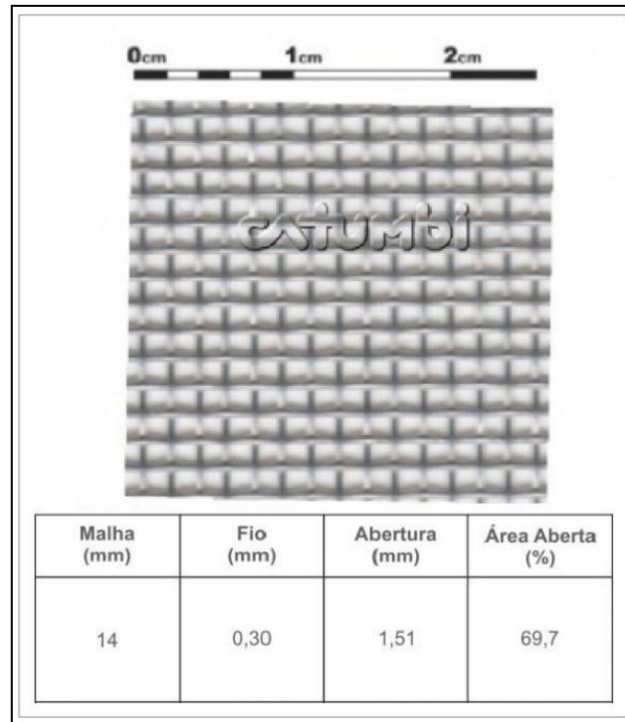 0cm 1cm 2cm
catumbi
Malha (mm) Fio (mm) Abertura (mm) Área Aberta (%)
14 0,30 1,51 69,7